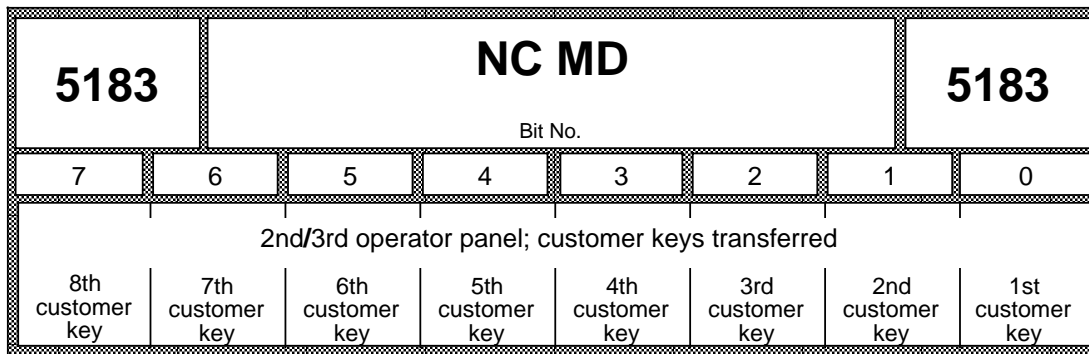 5183 NC MD 5183
Bit No.
7 6 5 4 3 2 1 0
2nd/3rd operator panel; customer keys transferred
8th 7th 6th 5th 4th 3rd 2nd 1st
customer customer customer customer customer customer customer customer
key key key key key key key key